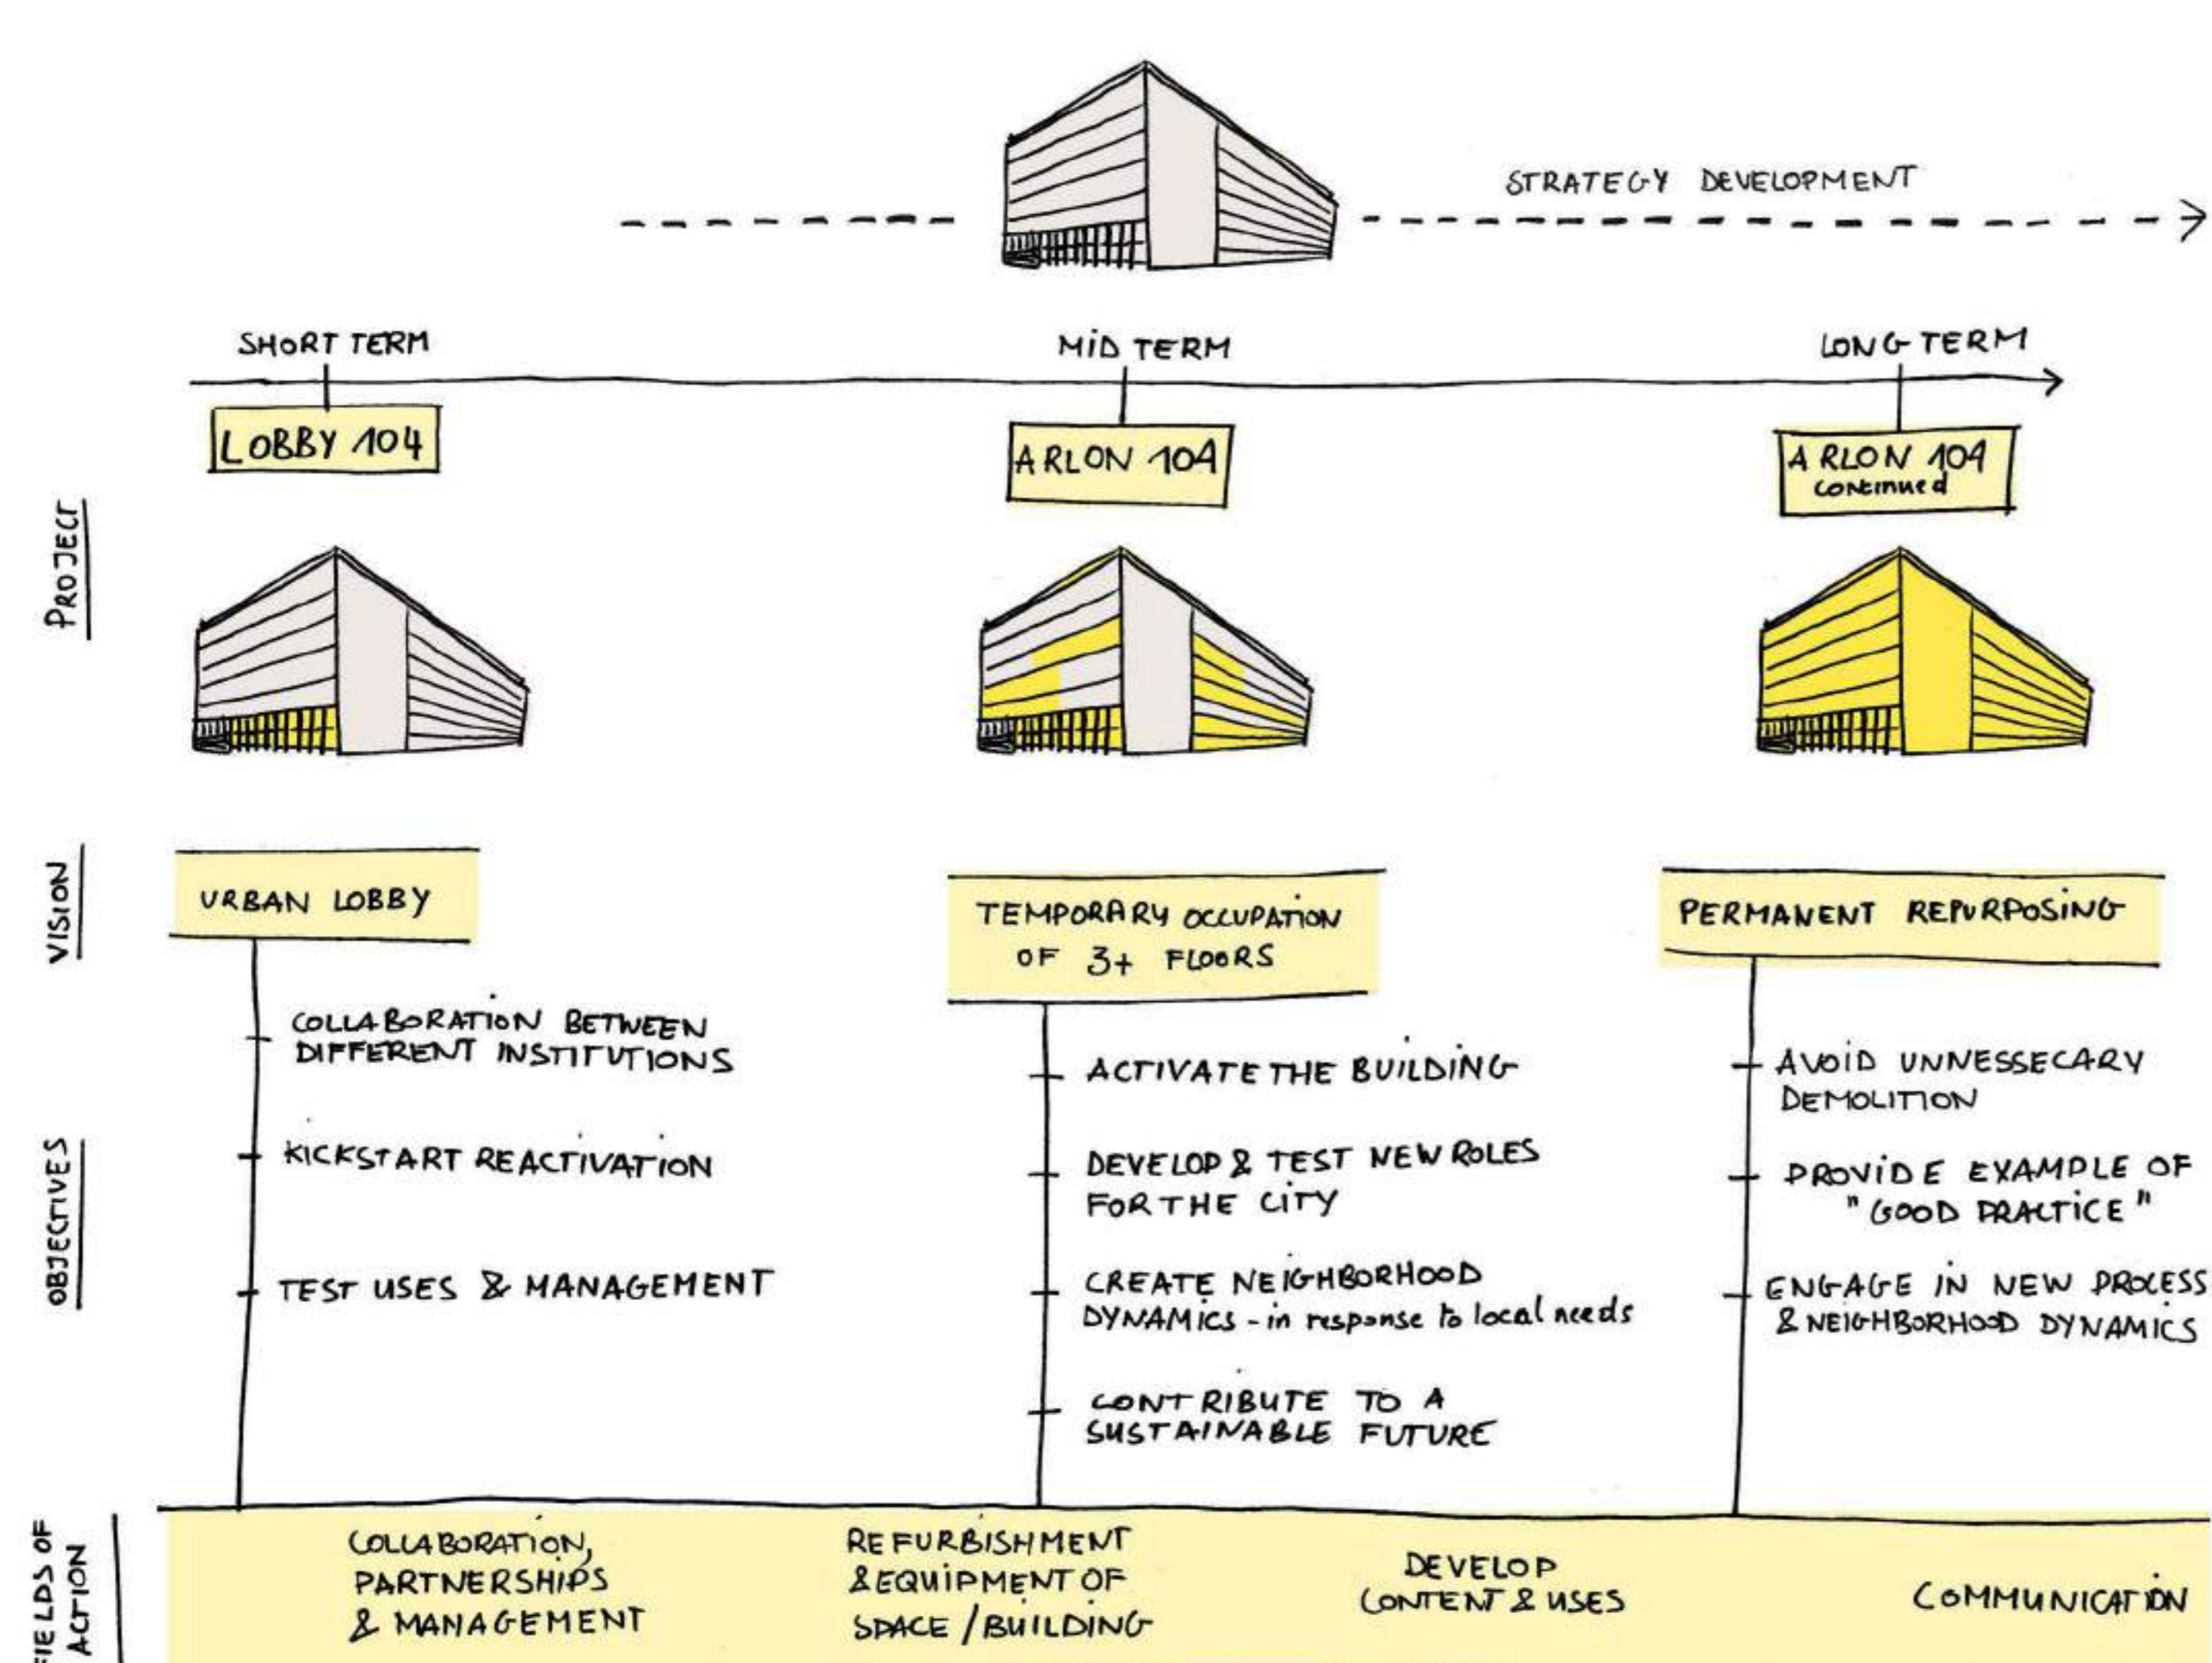 STRATEGY DEVELOPMENT
SHORT TERM
MID TERM
LONG TERM
LOBBY 104
ARLON 104
ARLON 104
continued
PROJECT
VISION
URBAN LOBBY
TEMPORARY OCCUPATION
OF 3+ FLOORS
PERMANENT REPURPOSING
OBJECTIVES
COLLABORATION BETWEEN
DIFFERENT INSTITUTIONS
KICKSTART REACTIVATION
TEST USES & MANAGEMENT
ACTIVATE THE BUILDING
DEVELOP & TEST NEW ROLES
FOR THE CITY
CREATE NEIGHBORHOOD
DYNAMICS - in response to local needs
CONTRIBUTE TO A
SUSTAINABLE FUTURE
AVOID UNNESSECARY
DEMOLITION
PROVIDE EXAMPLE OF
"GOOD PRACTICE"
ENGAGE IN NEW PROCESS
& NEIGHBORHOOD DYNAMICS
FIELDS OF
ACTION
COLLABORATION,
PARTNERSHIPS
& MANAGEMENT
REFURBISHMENT
& EQUIPMENT OF
SPACE / BUILDING
DEVELOP
CONTENT & USES
COMMUNICATION